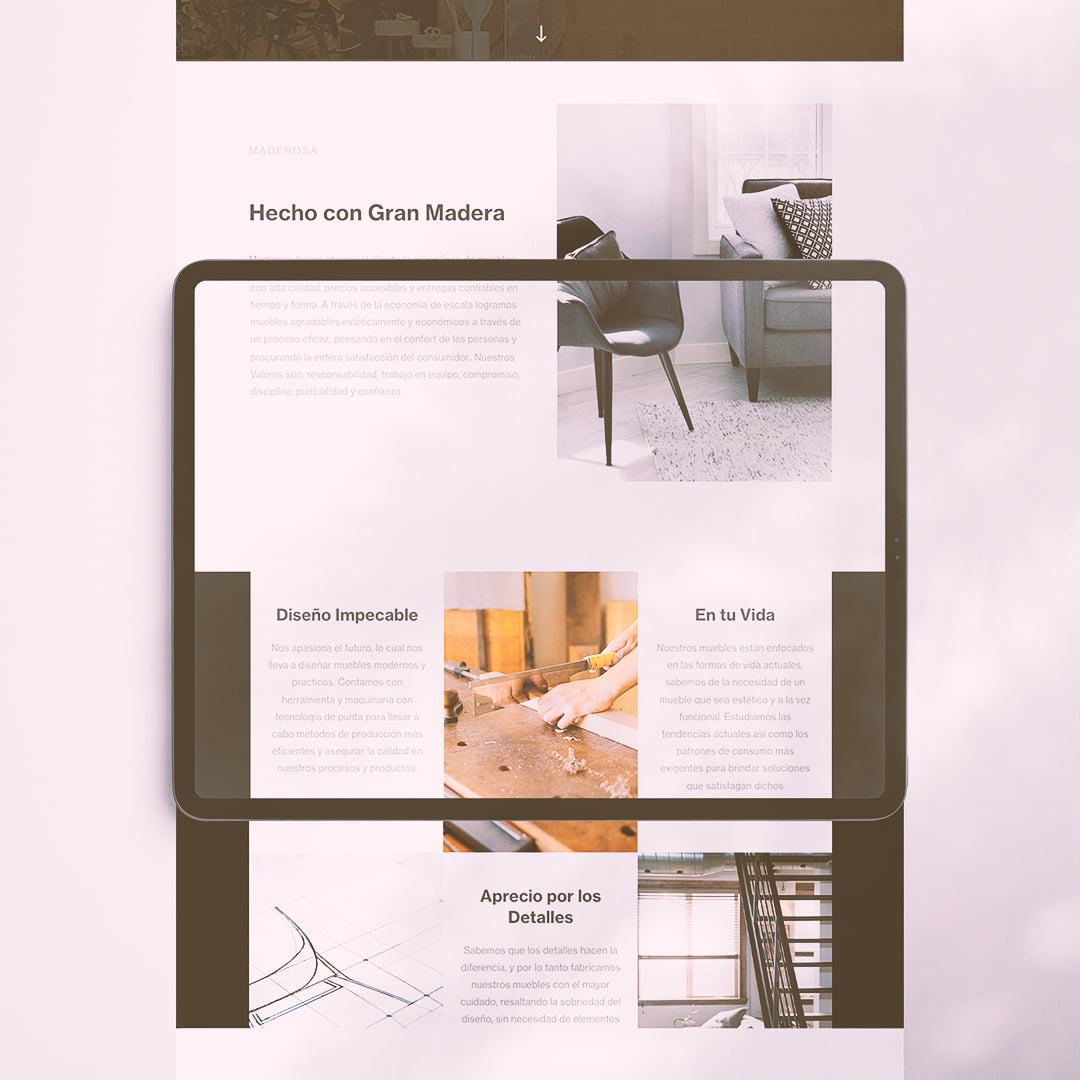 MADEROSA
Hecho con Gran Madera
con alta calidad, precios accesibles y entregas confiables en
tiempo y forma. A través de la economía de escala logramos
muebles agradables estéticamente y económicos a través de
un proceso eficaz, pensando en el confort de las personas y
procurando la entera satisfacción del consumidor. Nuestros
Valores son: responsabilidad, trabajo en equipo, compromiso,
disciplina, puntualidad y confianza.
Diseño Impecable
Nos apasiona el futuro, lo cual nos
lleva a diseñar muebles modernos y
prácticos. Contamos con
herramienta y maquinaria con
tecnología de punta para llevar a
cabo métodos de producción más
eficientes y asegurar la calidad en
nuestros procesos y productos.
En tu Vida
Nuestros muebles están enfocados
en las formas de vida actuales,
sabemos de la necesidad de un
mueble que sea estético y a la vez
funcional. Estudiamos las
tendencias actuales así como los
patrones de consumo más
exigentes para brindar soluciones
que satisfagan dichos
Aprecio por los
Detalles
Sabemos que los detalles hacen la
diferencia, y por lo tanto fabricamos
nuestros muebles con el mayor
cuidado, resaltando la sobriedad del
diseño, sin necesidad de elementos